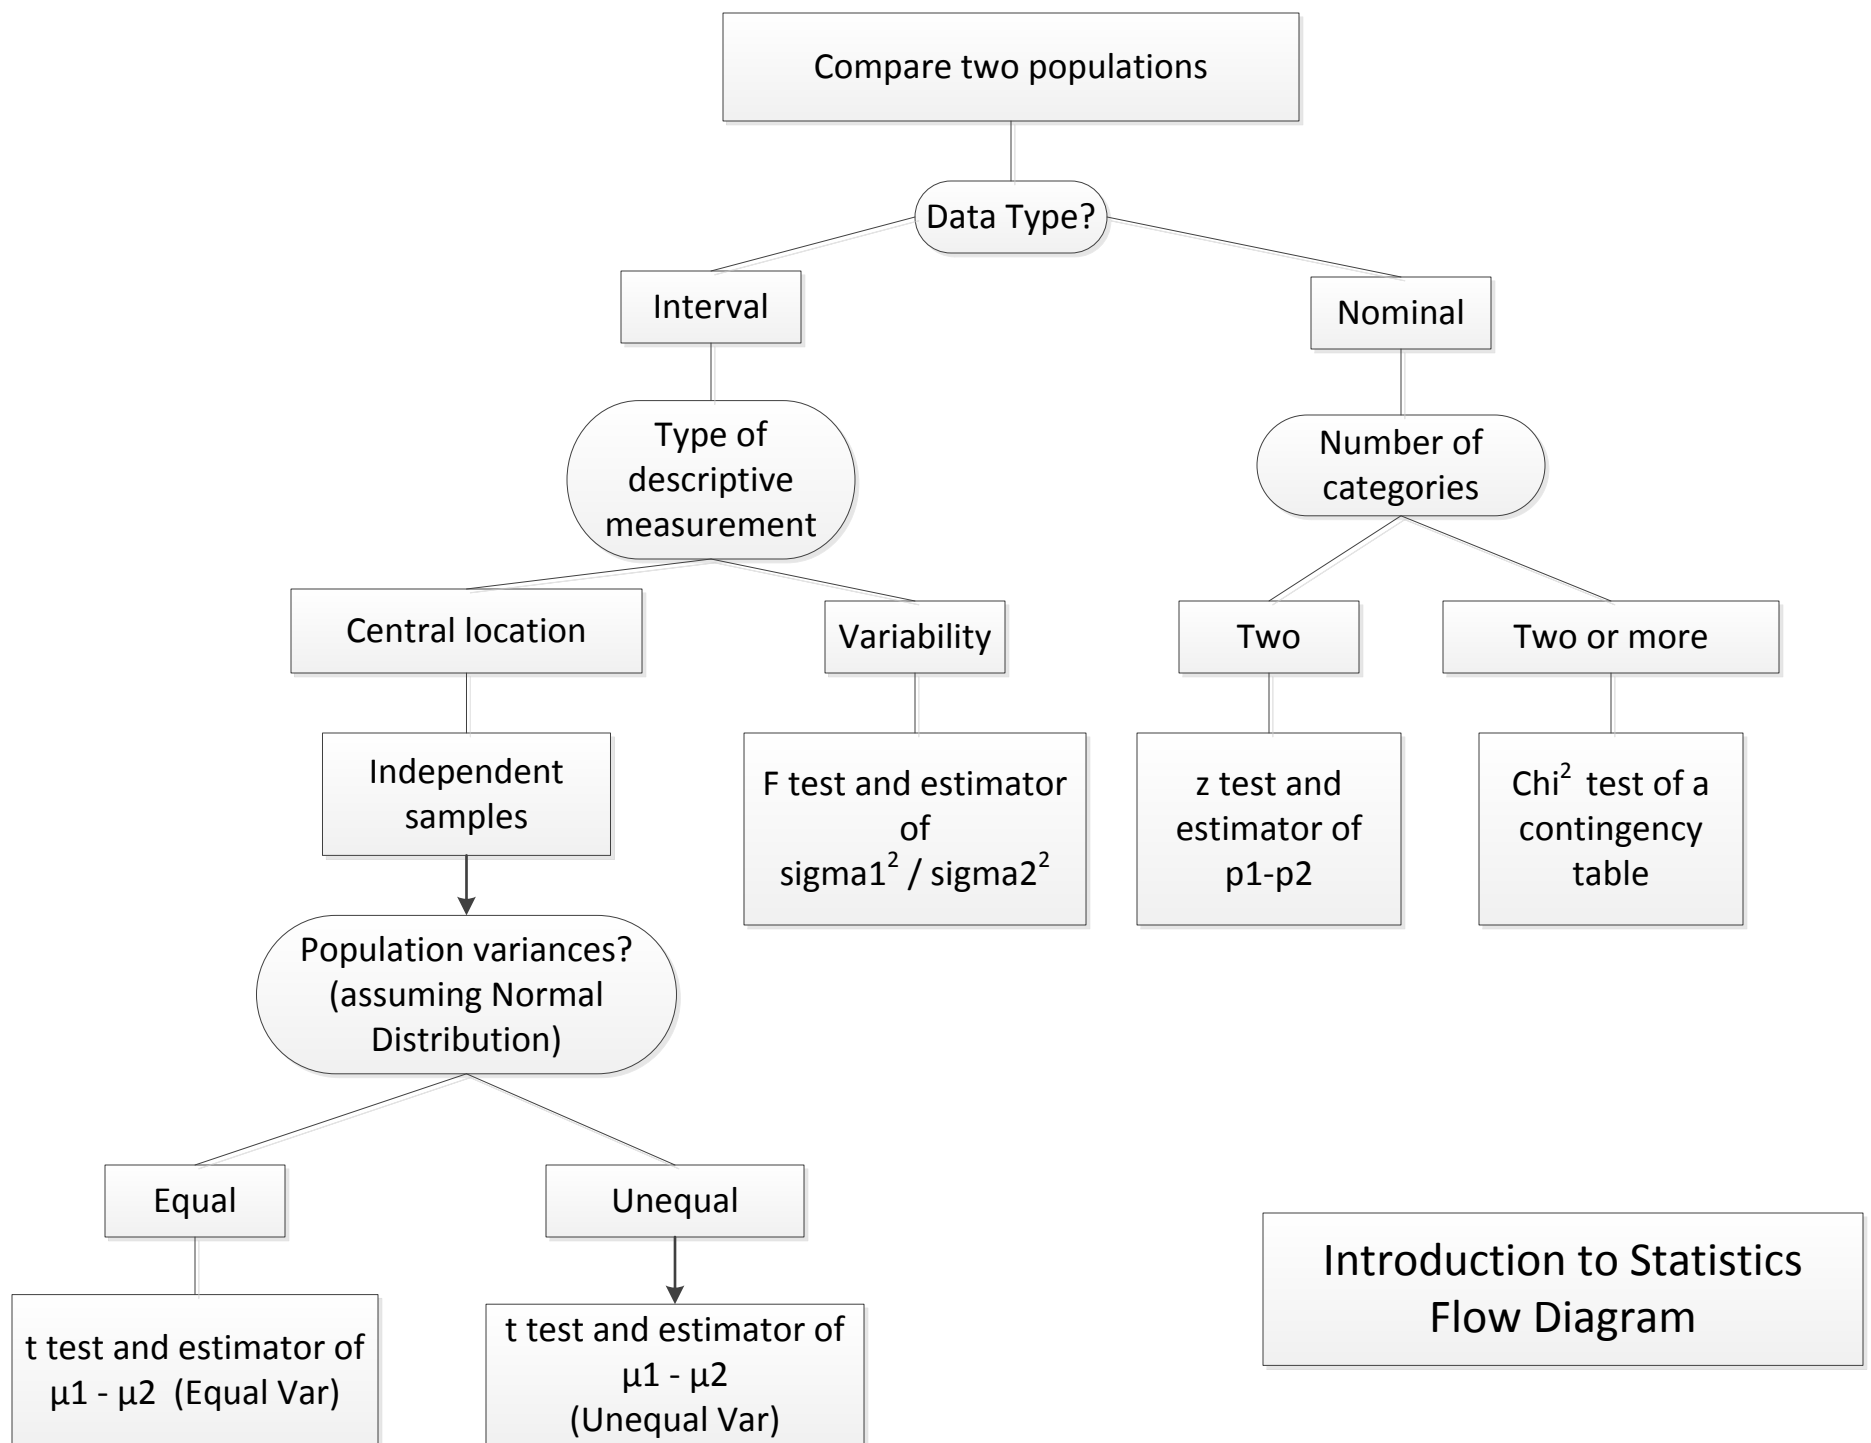 Compare two populations
Data Type?
Interval
Nominal
Type of
descriptive
measurement
Number of
categories
Central location
Variability
Two
Two or more
Independent
samples
F test and estimator
of
sigma1² / sigma2²
z test and
estimator of
p1-p2
Chi² test of a
contingency
table
Population variances?
(assuming Normal
Distribution)
Equal
Unequal
t test and estimator of
μ1 - μ2 (Equal Var)
t test and estimator of
μ1 - μ2
(Unequal Var)
Introduction to Statistics
Flow Diagram